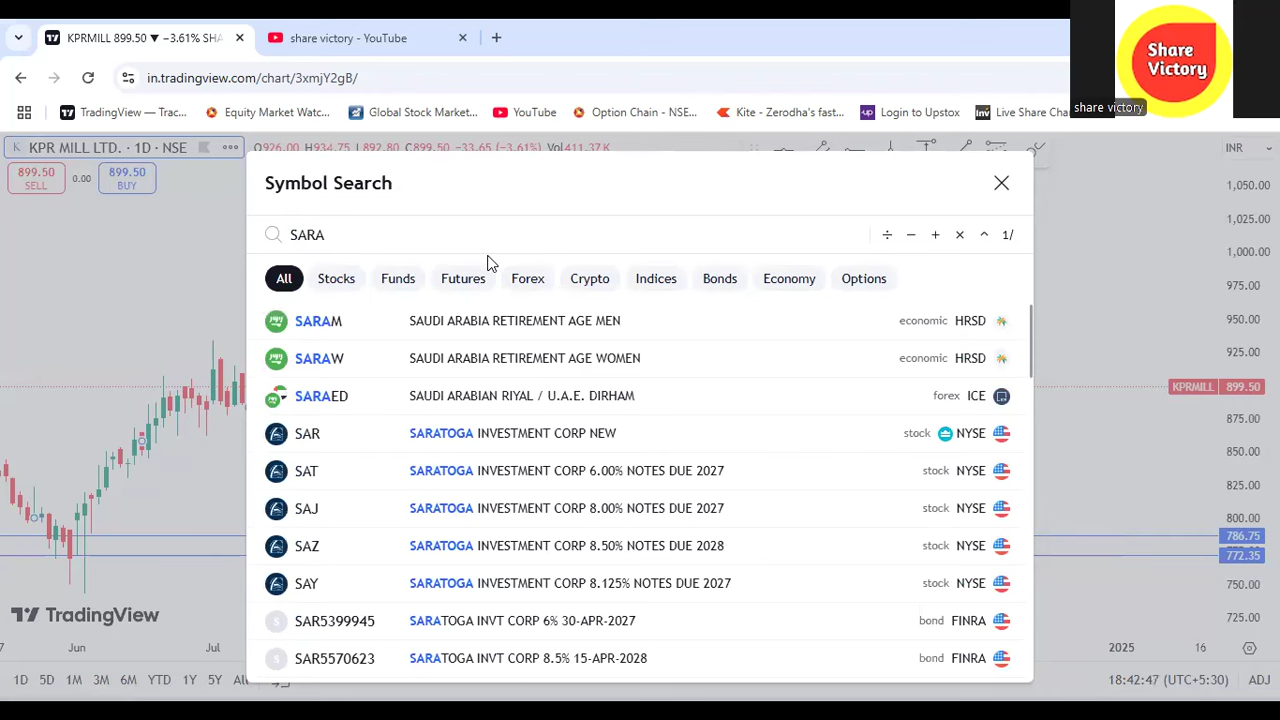 KPRMILL 899.50 ▼ −3.61% SHA
share victory - YouTube
in.tradingview.com/chart/3xmjY2gB/
TradingView — Trac...
Equity Market Watc...
Global Stock Market...
YouTube
Option Chain - NSE...
Kite - Zerodha's fast...
Login to Upstox
Live Share Cha
Share
Victory
share victory
KPR MILL LTD. · 1D · NSE
O926.00 H934.75 L892.80 C899.50 −33.65 (−3.61%) Vol411.37K
INR
899.50
SELL
0.00
899.50
BUY
Symbol Search
SARA
÷ − + × ^ 1/
All Stocks Funds Futures Forex Crypto Indices Bonds Economy Options
SARAM SAUDI ARABIA RETIREMENT AGE MEN economic HRSD
SARAW SAUDI ARABIA RETIREMENT AGE WOMEN economic HRSD
SARAED SAUDI ARABIAN RIYAL / U.A.E. DIRHAM forex ICE
SAR SARATOGA INVESTMENT CORP NEW stock NYSE
SAT SARATOGA INVESTMENT CORP 6.00% NOTES DUE 2027 stock NYSE
SAJ SARATOGA INVESTMENT CORP 8.00% NOTES DUE 2027 stock NYSE
SAZ SARATOGA INVESTMENT CORP 8.50% NOTES DUE 2028 stock NYSE
SAY SARATOGA INVESTMENT CORP 8.125% NOTES DUE 2027 stock NYSE
S SAR5399945 SARATOGA INVT CORP 6% 30-APR-2027 bond FINRA
S SAR5570623 SARATOGA INVT CORP 8.5% 15-APR-2028 bond FINRA
1,050.00
1,025.00
1,000.00
975.00
950.00
925.00
KPRMILL 899.50
875.00
850.00
825.00
800.00
786.75
772.35
750.00
725.00
TradingView
7 Jun Jul 2025 16
1D 5D 1M 3M 6M YTD 1Y 5Y
18:42:47 (UTC+5:30) ADJ